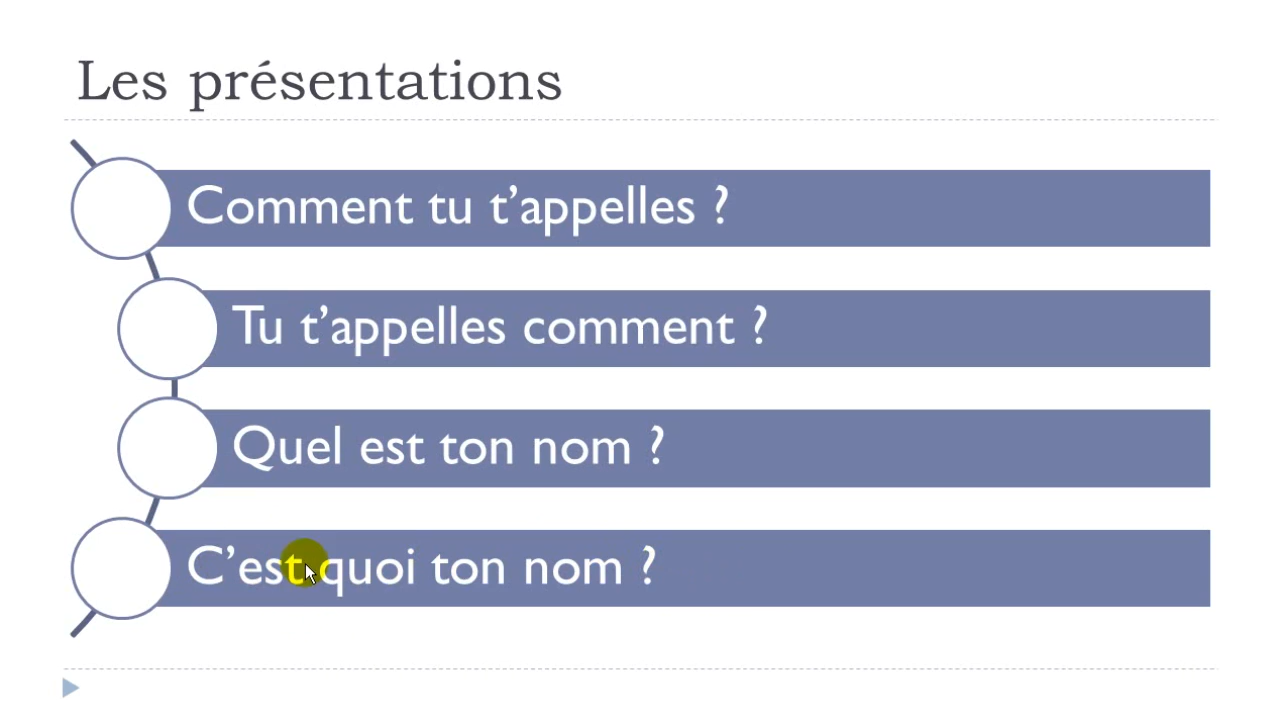 Les présentations
Comment tu t’appelles ?
Tu t’appelles comment ?
Quel est ton nom ?
C’est quoi ton nom ?